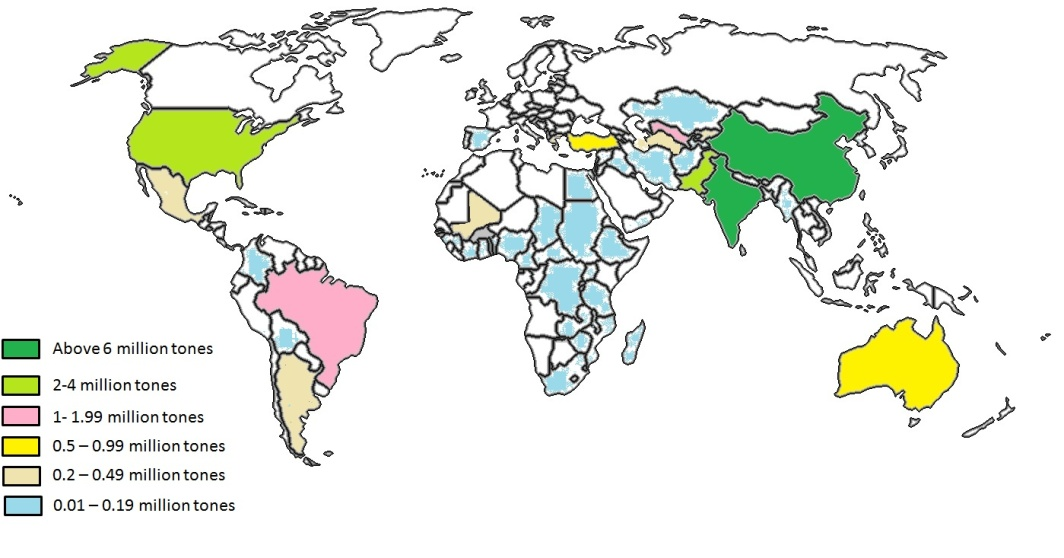 Above 6 million tones
2-4 million tones
1- 1.99 million tones
0.5 – 0.99 million tones
0.2 – 0.49 million tones
0.01 – 0.19 million tones